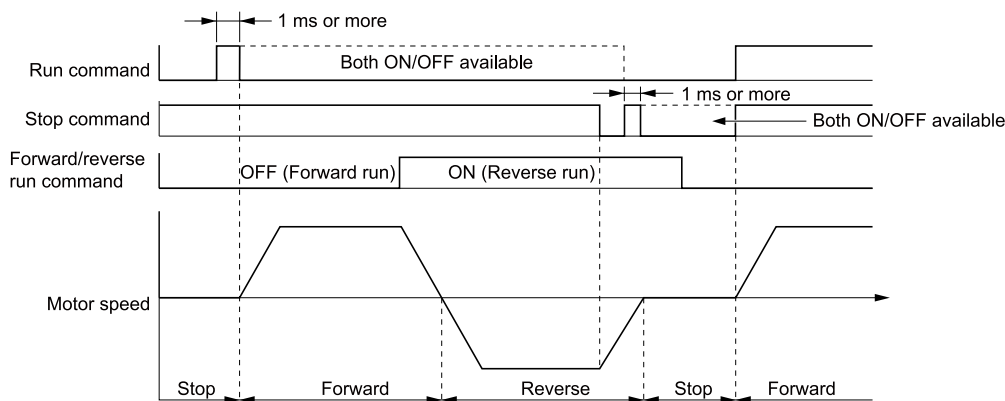 1 ms or more
Run command
Both ON/OFF available
1 ms or more
Stop command
Both ON/OFF available
Forward/reverse
run command
OFF (Forward run)
ON (Reverse run)
Motor speed
Stop
Forward
Reverse
Stop
Forward